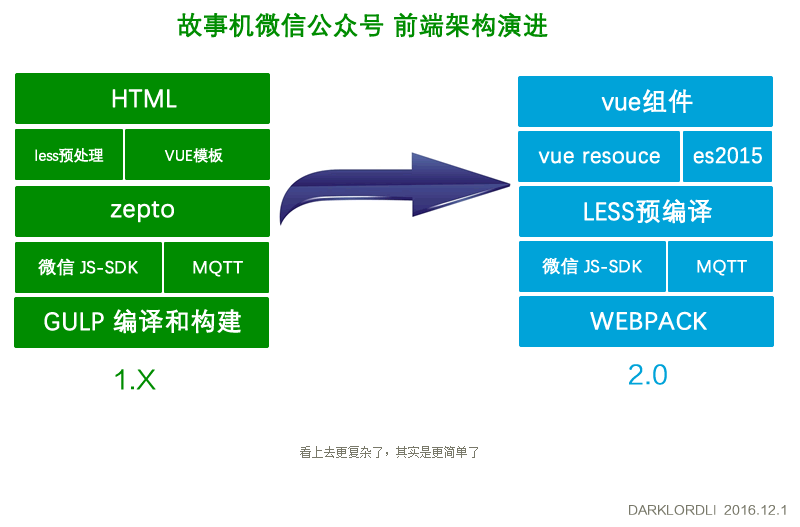 故事机微信公众号 前端架构演进
HTML
less预处理 VUE模板
zepto
微信 JS-SDK MQTT
GULP 编译和构建
1.X
vue组件
vue resouce es2015
LESS预编译
微信 JS-SDK MQTT
WEBPACK
2.0
看上去更复杂了，其实是更简单了
DARKLORDLI 2016.12.1